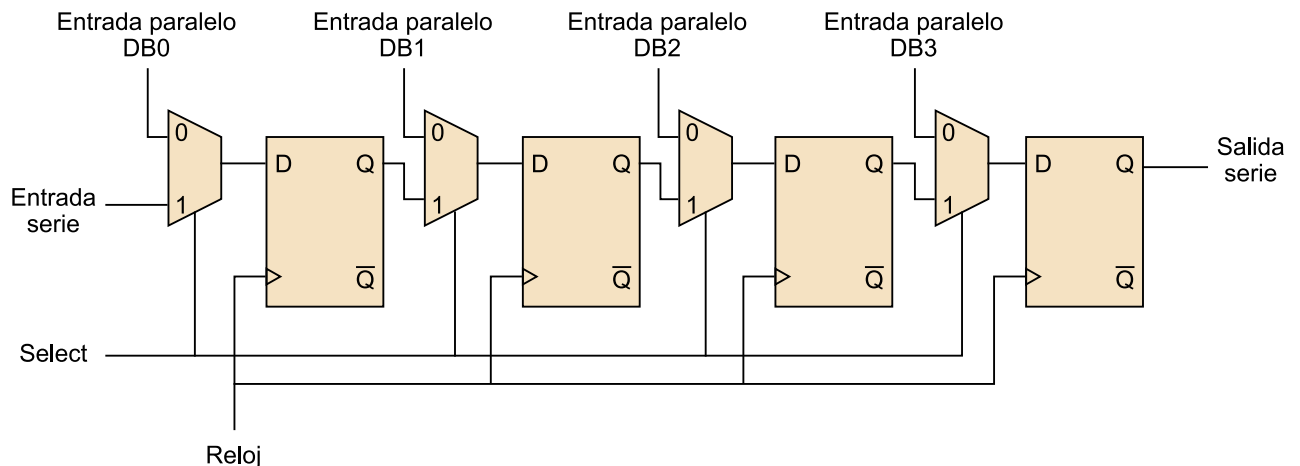 Entrada paralelo
DB0
Entrada paralelo
DB1
Entrada paralelo
DB2
Entrada paralelo
DB3
0
1
0
1
0
1
0
1
D
Q
Q̅
D
Q
Q̅
D
Q
Q̅
D
Q
Q̅
Entrada
serie
Salida
serie
Select
Reloj